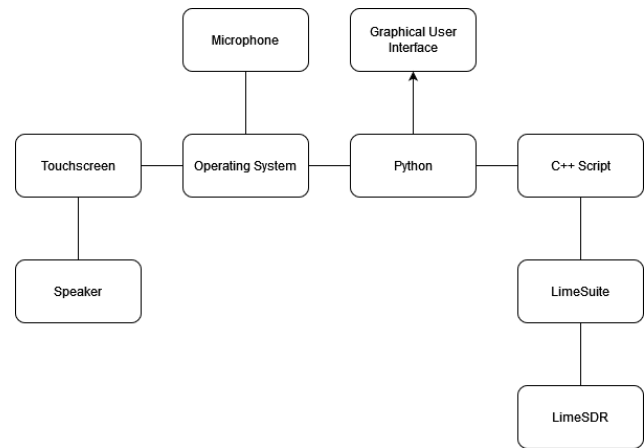 Microphone
Graphical User
Interface
Touchscreen
Operating System
Python
C++ Script
Speaker
LimeSuite
LimeSDR